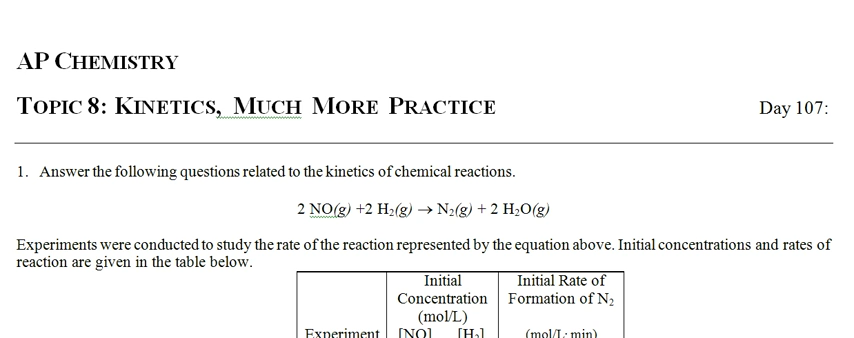 AP CHEMISTRY
TOPIC 8: KINETICS, MUCH MORE PRACTICE Day 107:
1. Answer the following questions related to the kinetics of chemical reactions.
2 NO(g) +2 H₂(g) → N₂(g) + 2 H₂O(g)
Experiments were conducted to study the rate of the reaction represented by the equation above. Initial concentrations and rates of
reaction are given in the table below.
Initial Initial Rate of
Concentration Formation of N₂
(mol/L)
Experiment [NO] [H₂] (mol/L·min)